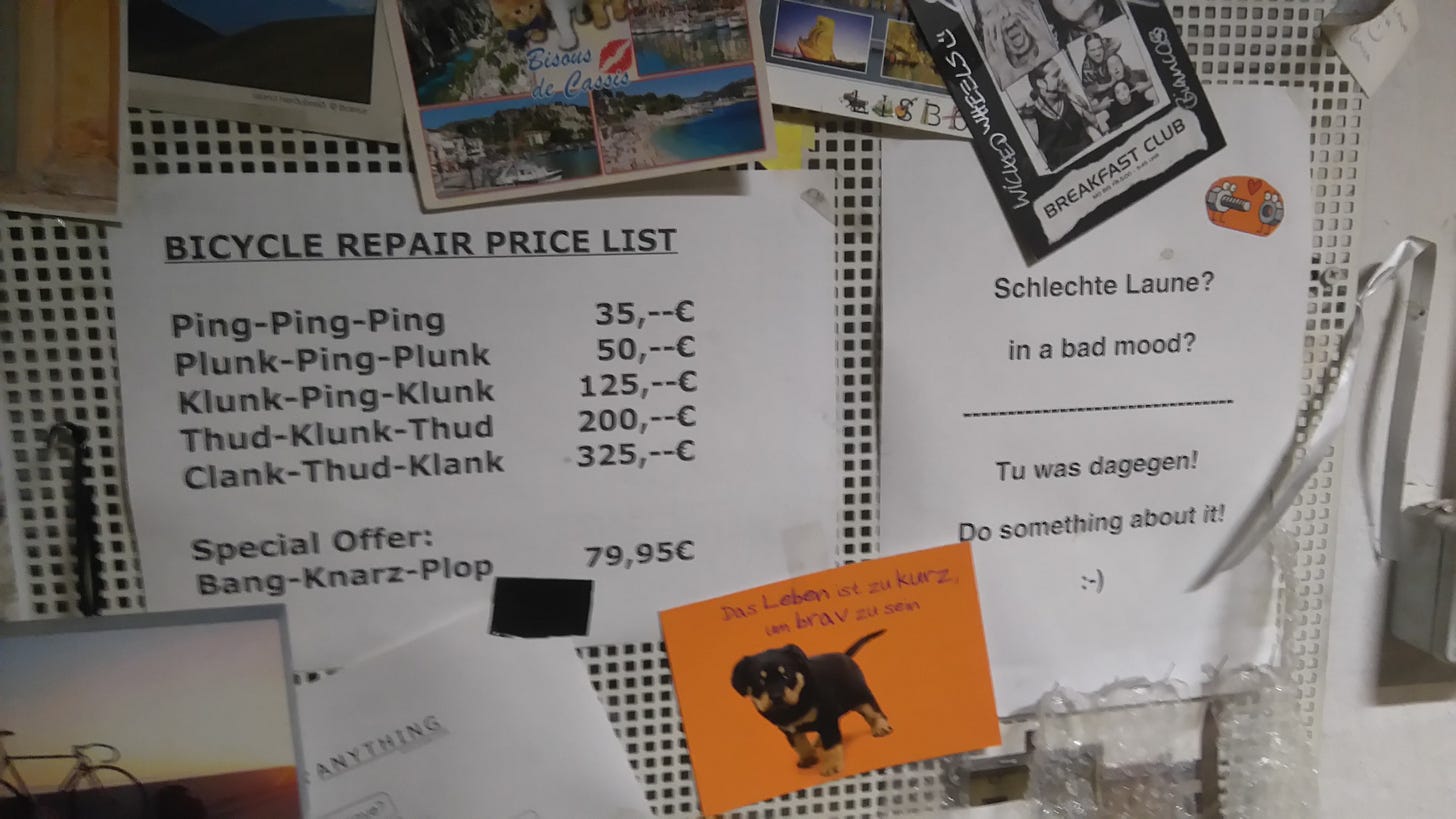 Bisous
de Cassis
LISBO
WICKED WHEELS
BREAKFAST CLUB
BICYCLE REPAIR PRICE LIST
Ping-Ping-Ping 35,--€
Plunk-Ping-Plunk 50,--€
Klunk-Ping-Klunk 125,--€
Thud-Klunk-Thud 200,--€
Clank-Thud-Klank 325,--€
Special Offer:
Bang-Knarz-Plop 79,95€
Schlechte Laune?
in a bad mood?
Tu was dagegen!
Do something about it!
:-)
Das Leben ist zu kurz,
um brav zu sein
ANYTHING